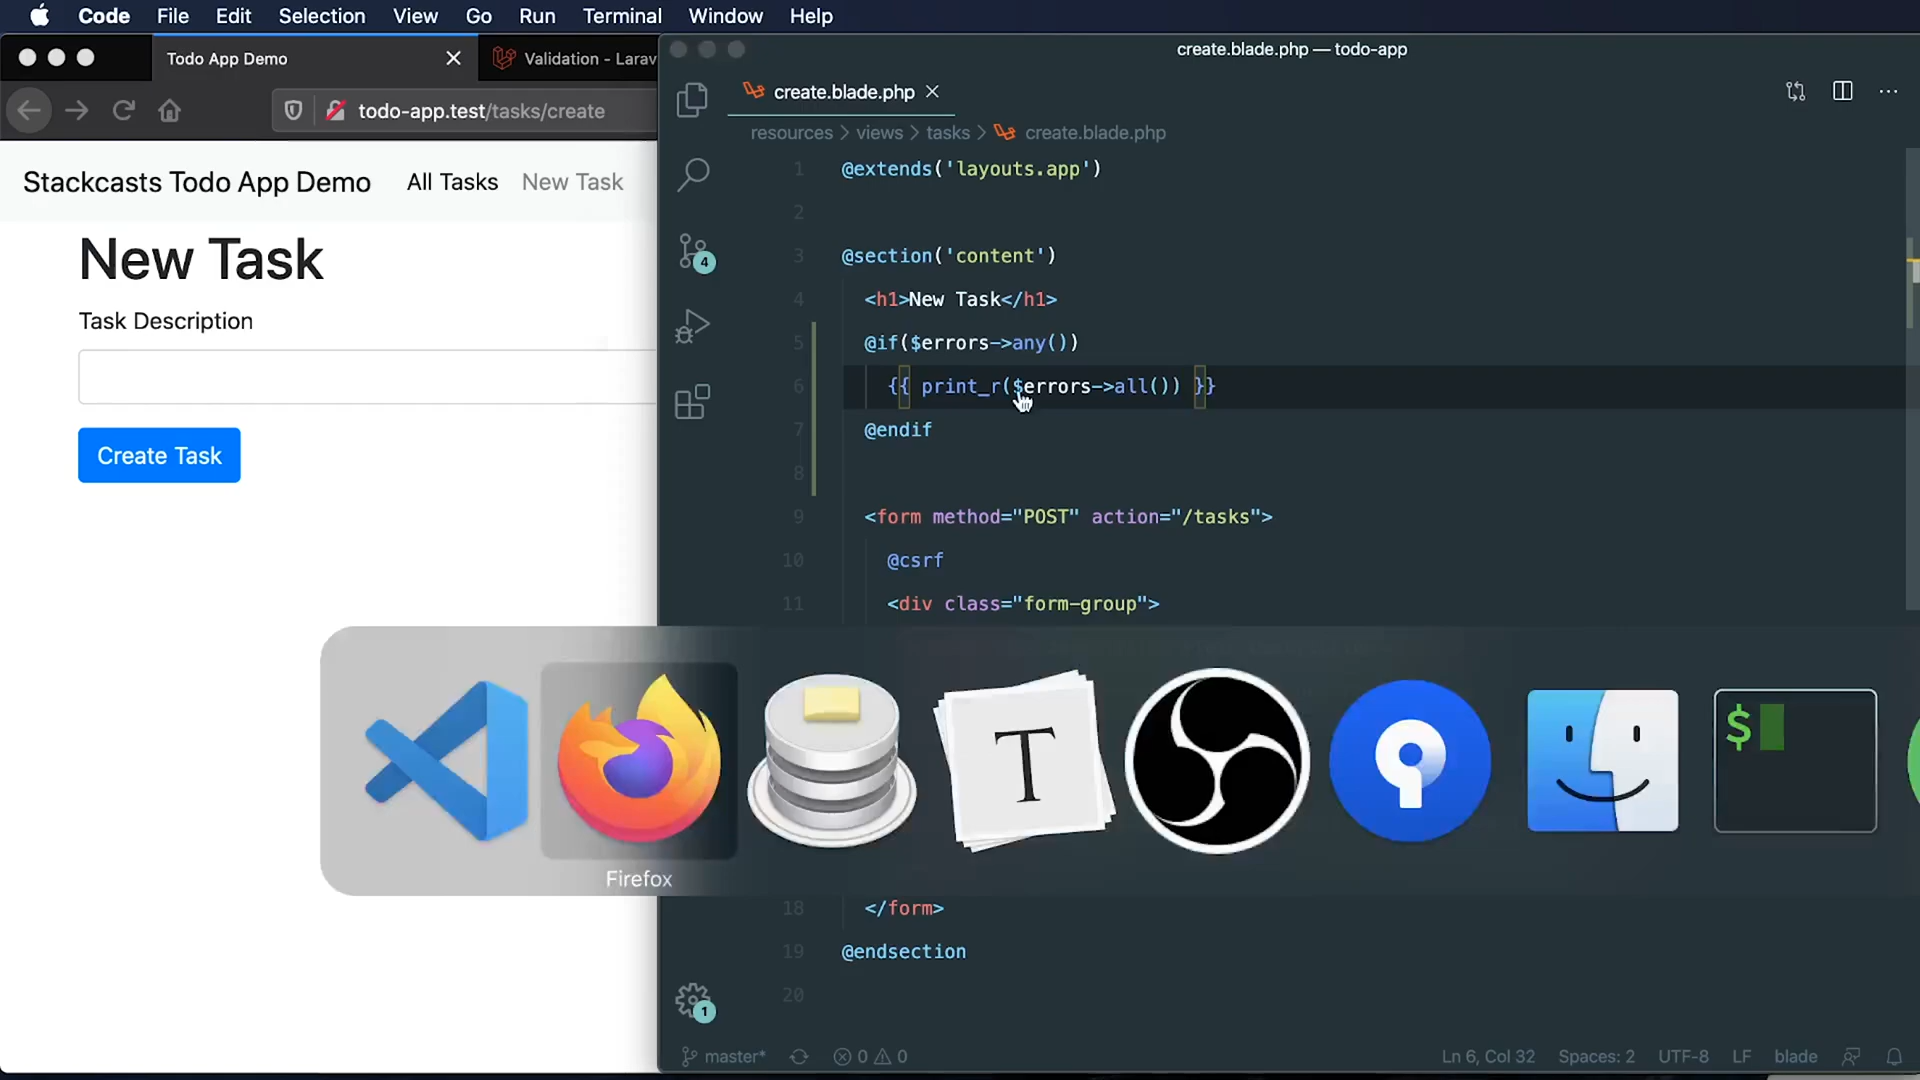 Code File Edit Selection View Go Run Terminal Window Help
Todo App Demo
Validation - Larav
todo-app.test/tasks/create
Stackcasts Todo App Demo All Tasks New Task
New Task
Task Description
Create Task
create.blade.php — todo-app
create.blade.php
resources > views > tasks > create.blade.php
1 @extends('layouts.app')
2
3 @section('content')
4 <h1>New Task</h1>
5 @if($errors->any())
6 {{ print_r($errors->all()) }}
7 @endif
8
9 <form method="POST" action="/tasks">
10 @csrf
11 <div class="form-group">
4
T
$
Firefox
18 </form>
19 @endsection
20
1
master* 0 0 Ln 6, Col 32 Spaces: 2 UTF-8 LF blade